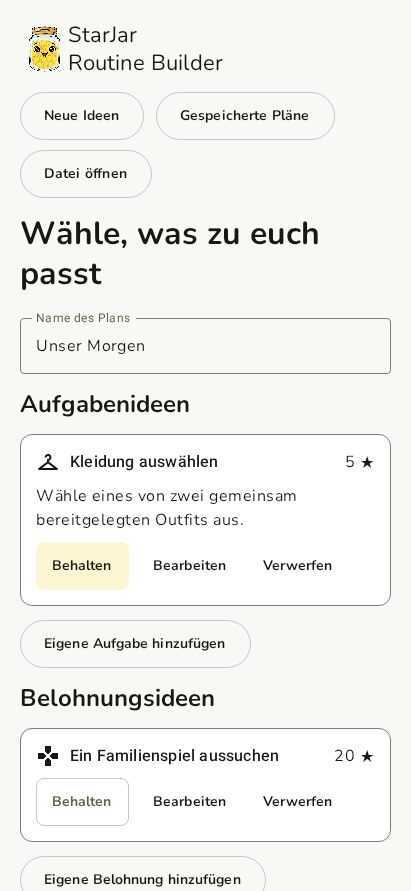 StarJar
Routine Builder
Neue Ideen
Gespeicherte Pläne
Datei öffnen
Wähle, was zu euch
passt
Name des Plans
Unser Morgen
Aufgabenideen
Kleidung auswählen 5 ★
Wähle eines von zwei gemeinsam
bereitgelegten Outfits aus.
Behalten Bearbeiten Verwerfen
Eigene Aufgabe hinzufügen
Belohnungsideen
Ein Familienspiel aussuchen 20 ★
Behalten Bearbeiten Verwerfen
Eigene Belohnung hinzufügen